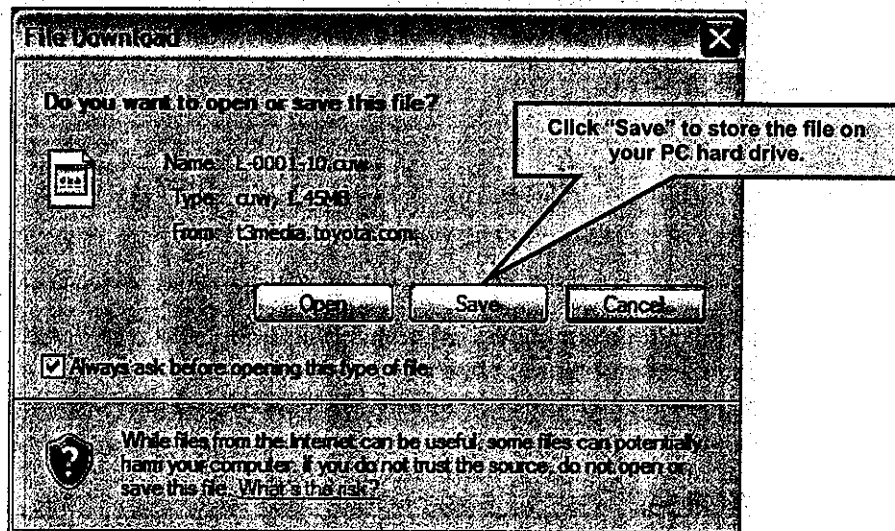 File Download
Do you want to open or save this file?
Click "Save" to store the file on
your PC hard drive.
Name: L-0001-10.cuw
Type: cuw, 1.45MB
From: t3media.toyota.com
Open
Save
Cancel
Always ask before opening this type of file.
While files from the Internet can be useful, some files can potentially
harm your computer. If you do not trust the source, do not open or
save this file. What's the risk?